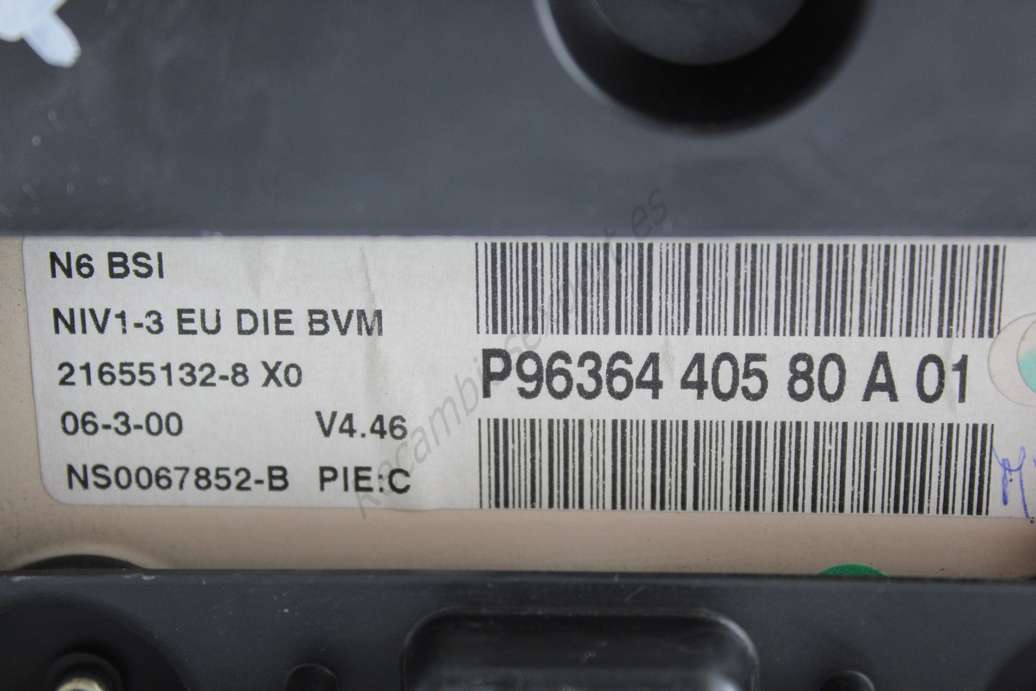 N6 BSI
NIV1-3 EU DIE BVM
21655132-8 X0
06-3-00 V4.46
NS0067852-B PIE:C
P96364 405 80 A 01